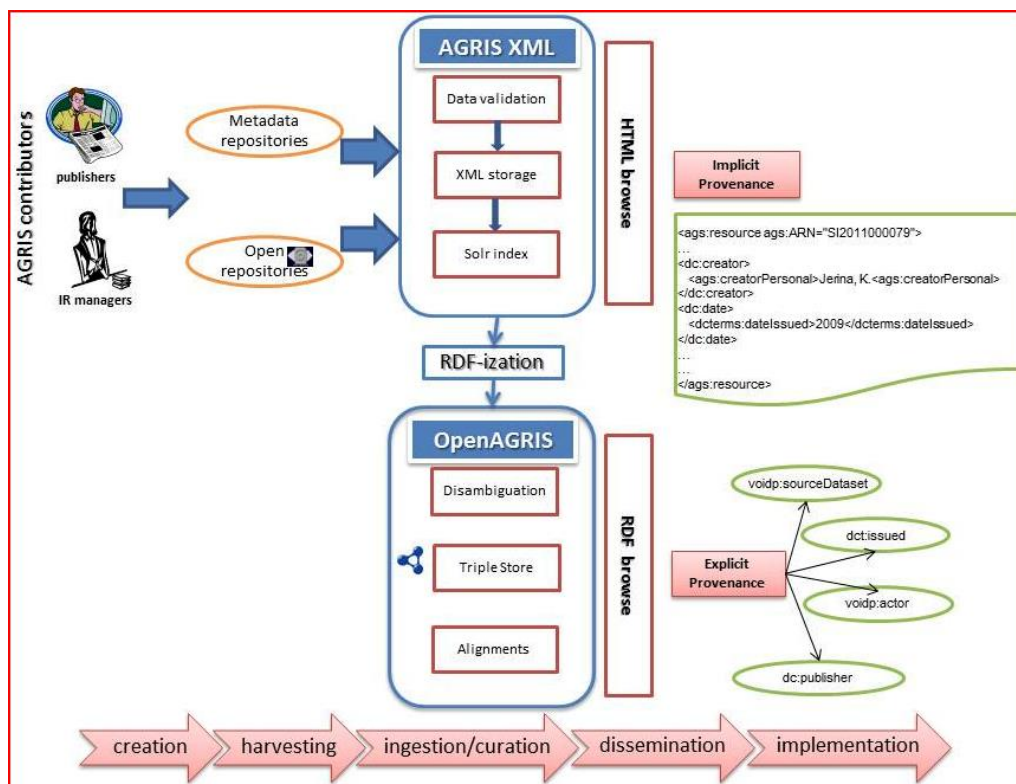 AGRIS contributors
publishers
IR managers
Metadata
repositories
Open
repositories
AGRIS XML
Data validation
XML storage
Solr index
HTML browse
Implicit
Provenance
<ags:resource ags:ARN="SI2011000079">
…
<dc:creator>
<ags:creatorPersonal>Jerina, K.<ags:creatorPersonal>
</dc:creator>
<dc:date>
<dcterms:dateIssued>2009</dcterms:dateIssued>
</dc:date>
…
…
</ags:resource>
RDF-ization
OpenAGRIS
Disambiguation
Triple Store
Alignments
RDF browse
Explicit
Provenance
voidp:sourceDataset
dct:issued
voidp:actor
dc:publisher
creation
harvesting
ingestion/curation
dissemination
implementation